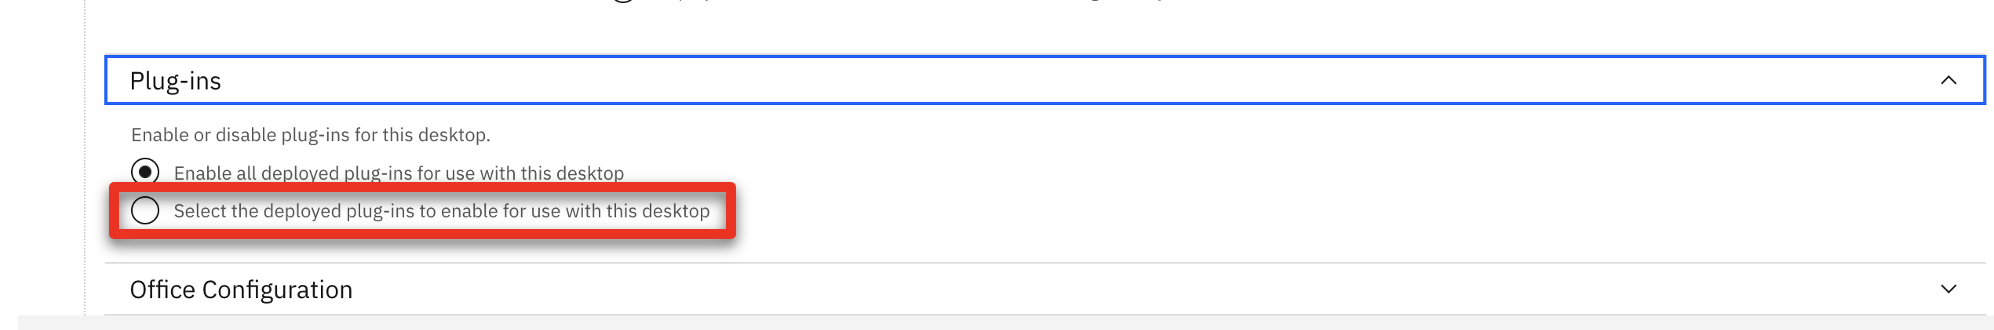 Plug-ins
Enable or disable plug-ins for this desktop.
Enable all deployed plug-ins for use with this desktop
Select the deployed plug-ins to enable for use with this desktop
Office Configuration